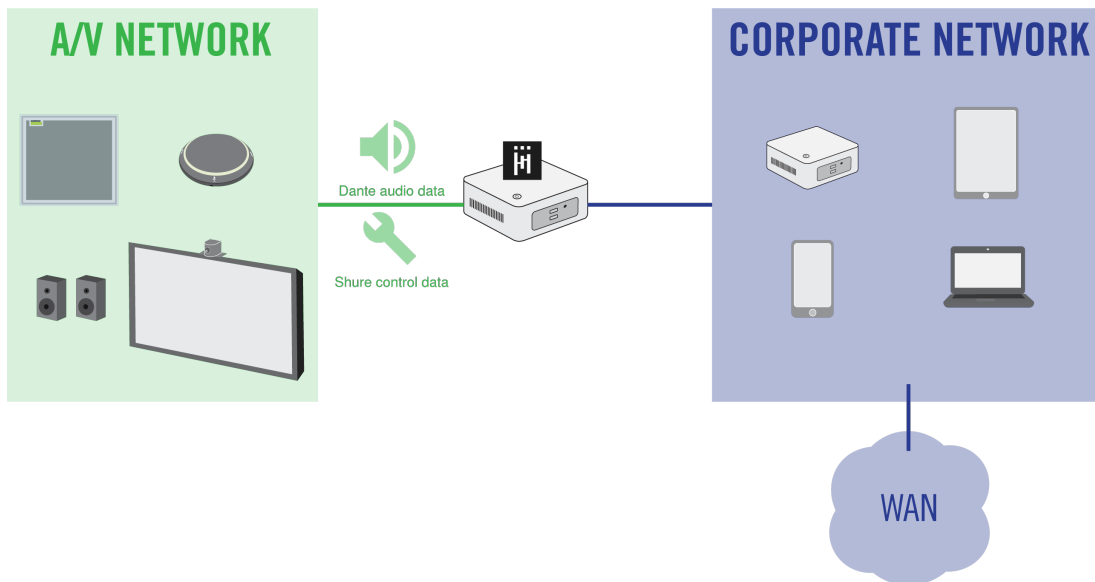 A/V NETWORK
CORPORATE NETWORK
Dante audio data
Shure control data
WAN